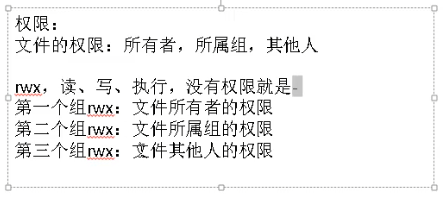 权限：
文件的权限：所有者，所属组，其他人
rwx，读、写、执行，没有权限就是-
第一个组rwx：文件所有者的权限
第二个组rwx：文件所属组的权限
第三个组rwx：文件其他人的权限